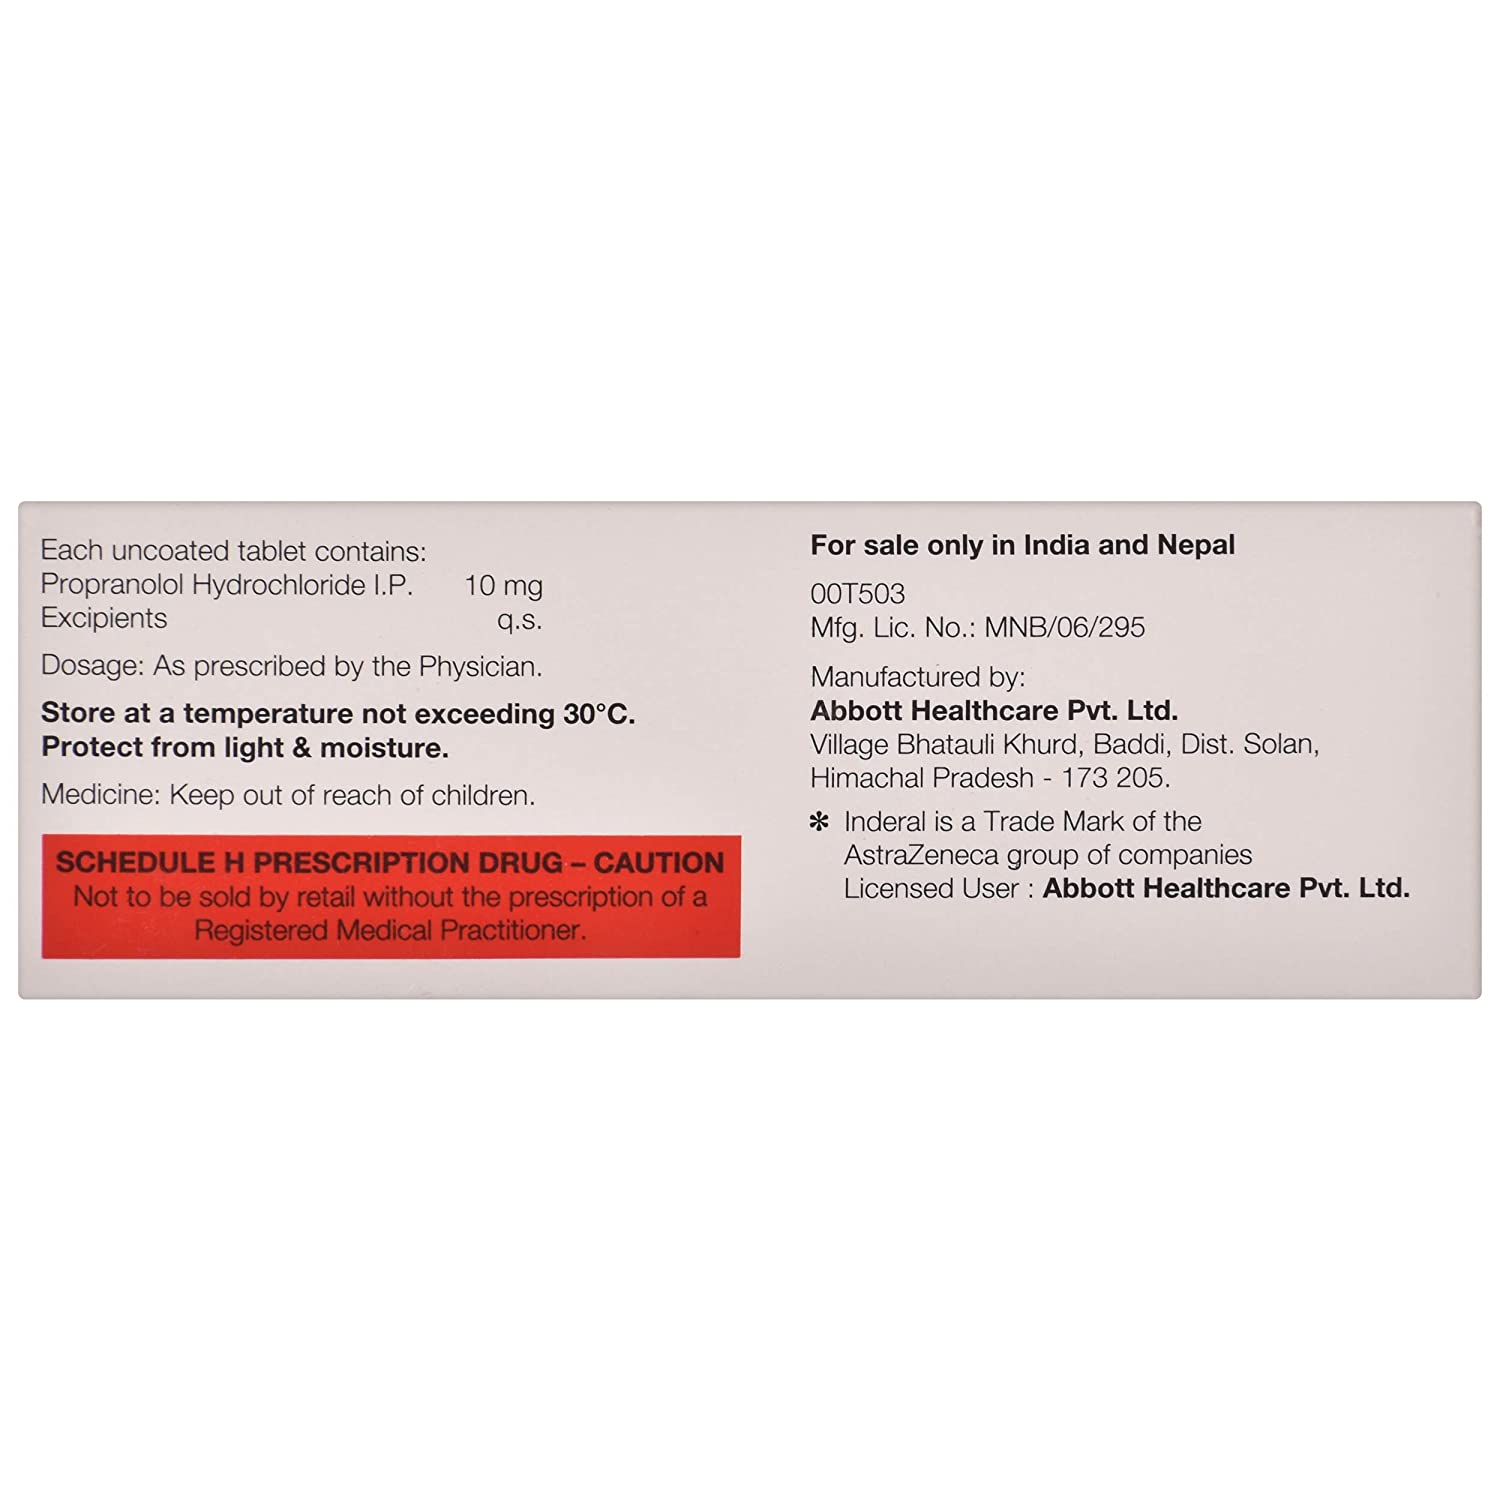 Each uncoated tablet contains:
Propranolol Hydrochloride I.P. 10 mg
Excipients q.s.
Dosage: As prescribed by the Physician.
Store at a temperature not exceeding 30°C.
Protect from light & moisture.
Medicine: Keep out of reach of children.
SCHEDULE H PRESCRIPTION DRUG – CAUTION
Not to be sold by retail without the prescription of a
Registered Medical Practitioner.
For sale only in India and Nepal
00T503
Mfg. Lic. No.: MNB/06/295
Manufactured by:
Abbott Healthcare Pvt. Ltd.
Village Bhatauli Khurd, Baddi, Dist. Solan,
Himachal Pradesh - 173 205.
✻ Inderal is a Trade Mark of the
AstraZeneca group of companies
Licensed User : Abbott Healthcare Pvt. Ltd.